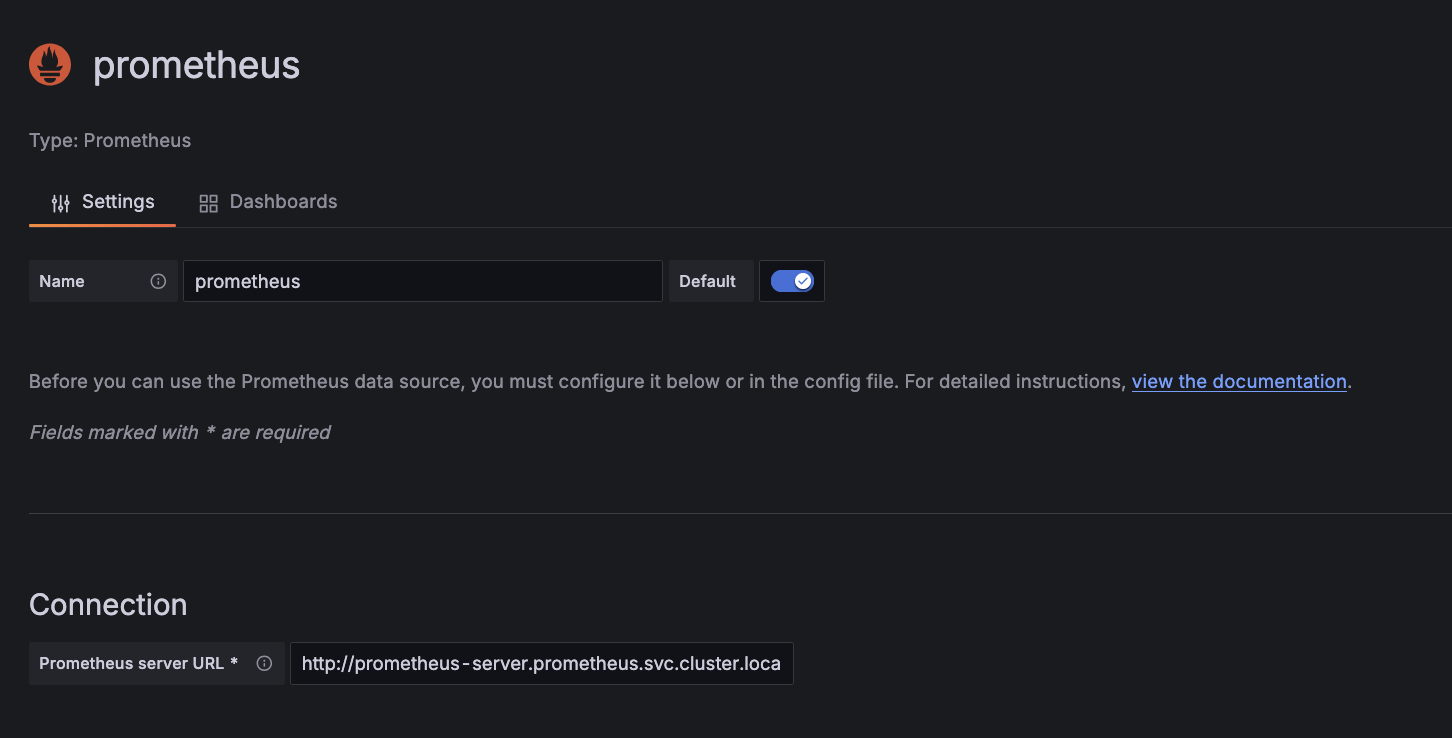 prometheus
Type: Prometheus
Settings Dashboards
Name prometheus Default
Before you can use the Prometheus data source, you must configure it below or in the config file. For detailed instructions, view the documentation.
Fields marked with * are required
Connection
Prometheus server URL * http://prometheus-server.prometheus.svc.cluster.loca